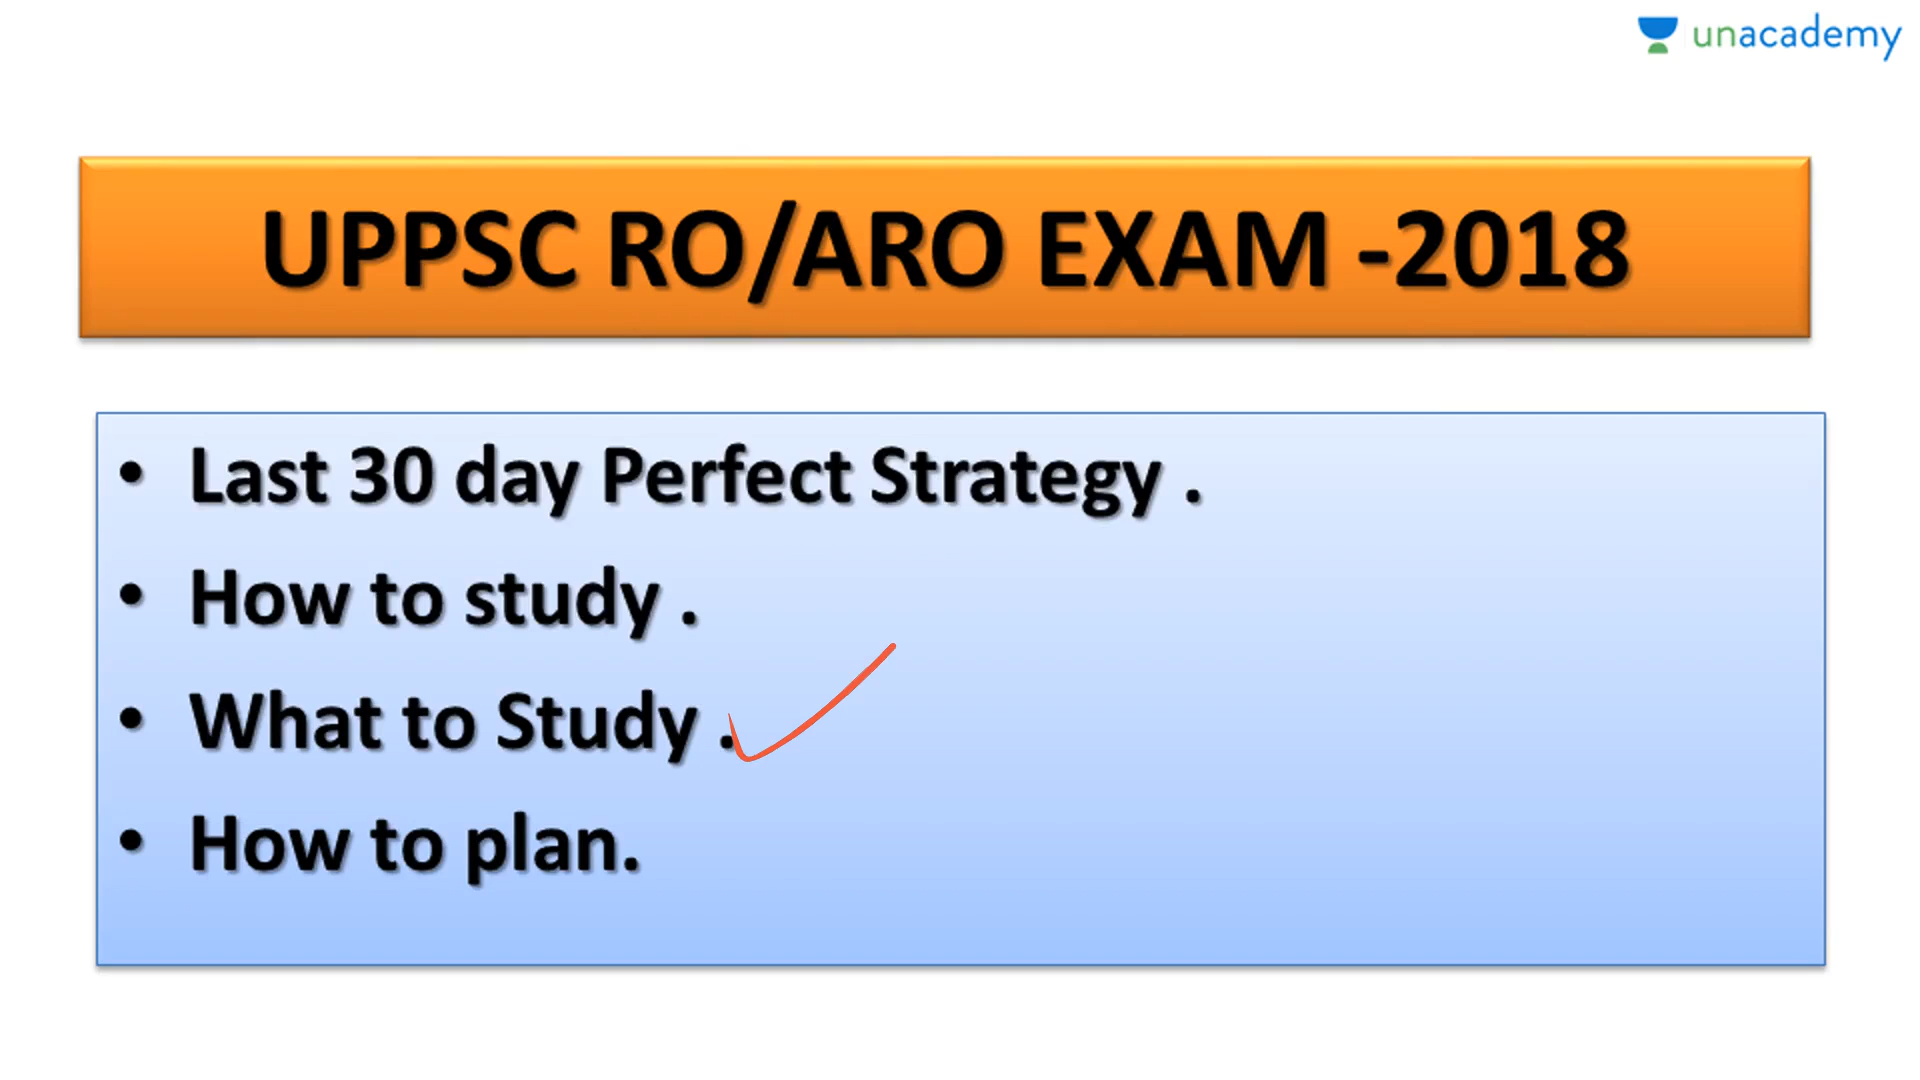 unacademy
UPPSC RO/ARO EXAM -2018
• Last 30 day Perfect Strategy .
• How to study .
• What to Study .
• How to plan.